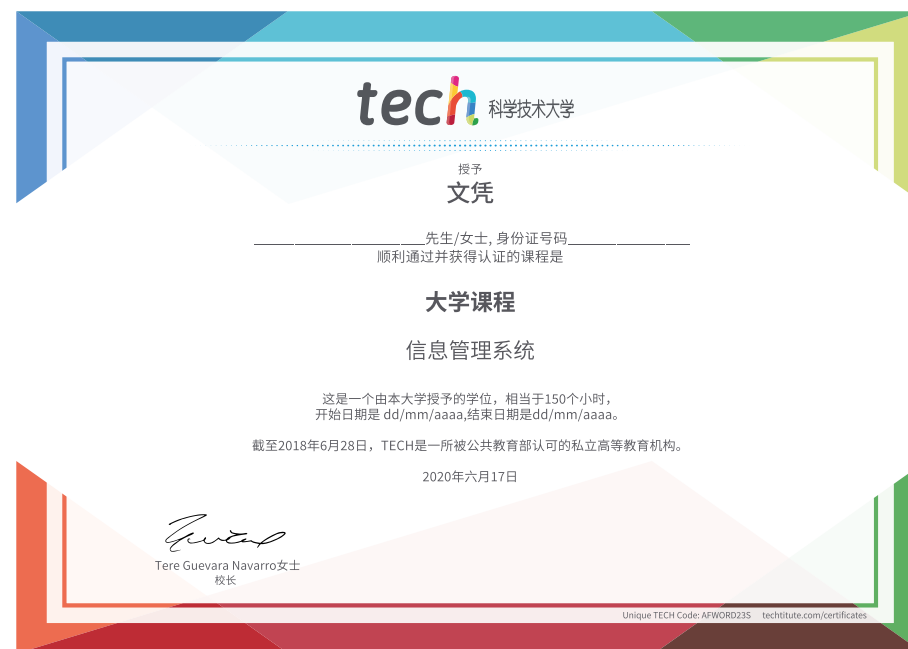 tech 科学技术大学
授予
文凭
________________________先生/女士, 身份证号码_________________
顺利通过并获得认证的课程是
大学课程
信息管理系统
这是一个由本大学授予的学位，相当于150个小时，
开始日期是 dd/mm/aaaa,结束日期是dd/mm/aaaa。
截至2018年6月28日，TECH是一所被公共教育部认可的私立高等教育机构。
2020年六月17日
Tere Guevara Navarro女士
校长
Unique TECH Code: AFWORD23S techtitute.com/certificates